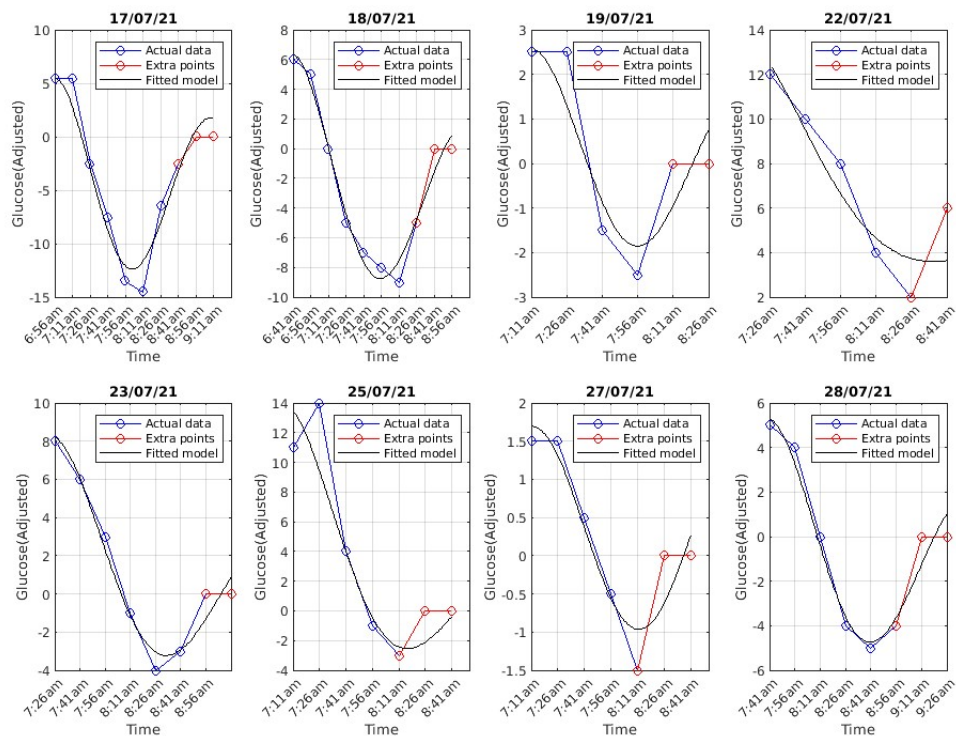 17/07/21
Glucose(Adjusted)
10
5
0
-5
-10
-15
Actual data
Extra points
Fitted model
6:56am
7:11am
7:26am
7:41am
7:56am
8:11am
8:26am
8:41am
8:56am
9:11am
Time
18/07/21
Glucose(Adjusted)
8
6
4
2
0
-2
-4
-6
-8
-10
Actual data
Extra points
Fitted model
6:41am
6:56am
7:11am
7:26am
7:41am
7:56am
8:11am
8:26am
8:41am
8:56am
Time
19/07/21
Glucose(Adjusted)
3
2
1
0
-1
-2
-3
Actual data
Extra points
Fitted model
7:11am
7:26am
7:41am
7:56am
8:11am
8:26am
Time
22/07/21
Glucose(Adjusted)
14
12
10
8
6
4
2
Actual data
Extra points
Fitted model
7:26am
7:41am
7:56am
8:11am
8:26am
8:41am
Time
23/07/21
Glucose(Adjusted)
10
8
6
4
2
0
-2
-4
Actual data
Extra points
Fitted model
7:26am
7:41am
7:56am
8:11am
8:26am
8:41am
8:56am
Time
25/07/21
Glucose(Adjusted)
14
12
10
8
6
4
2
0
-2
-4
Actual data
Extra points
Fitted model
7:11am
7:26am
7:41am
7:56am
8:11am
8:26am
8:41am
Time
27/07/21
Glucose(Adjusted)
2
1.5
1
0.5
0
-0.5
-1
-1.5
Actual data
Extra points
Fitted model
7:11am
7:26am
7:41am
7:56am
8:11am
8:26am
8:41am
Time
28/07/21
Glucose(Adjusted)
6
4
2
0
-2
-4
-6
Actual data
Extra points
Fitted model
7:41am
7:56am
8:11am
8:26am
8:41am
8:56am
9:11am
9:26am
Time